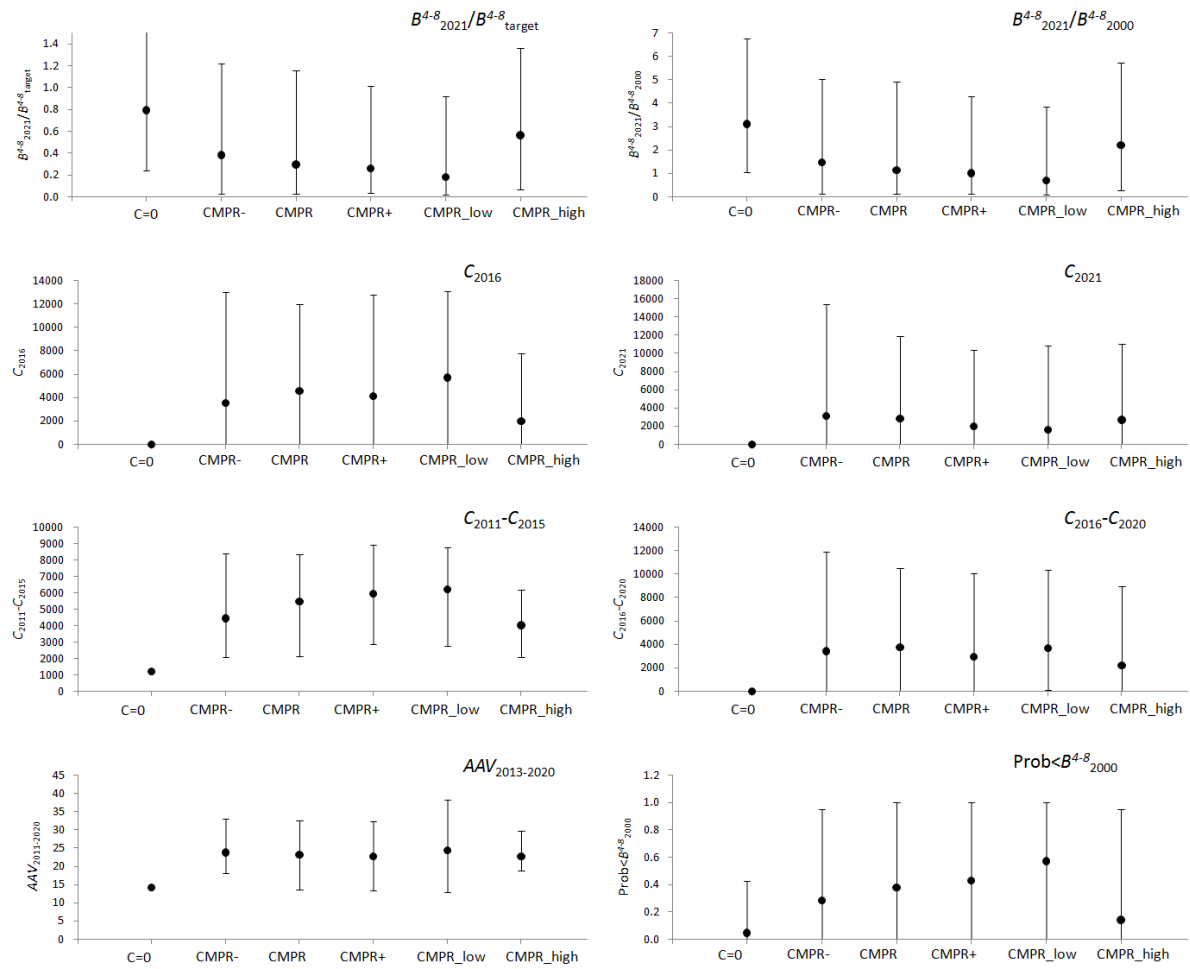 B⁴⁻⁸₂₀₂₁/B⁴⁻⁸target
B⁴⁻⁸₂₀₂₁/B⁴⁻⁸target
1.4
1.2
1.0
0.8
0.6
0.4
0.2
0.0
C=0 CMPR- CMPR CMPR+ CMPR_low CMPR_high
B⁴⁻⁸₂₀₂₁/B⁴⁻⁸₂₀₀₀
B⁴⁻⁸₂₀₂₁/B⁴⁻⁸₂₀₀₀
7
6
5
4
3
2
1
0
C=0 CMPR- CMPR CMPR+ CMPR_low CMPR_high
C₂₀₁₆
C₂₀₁₆
14000
12000
10000
8000
6000
4000
2000
0
C=0 CMPR- CMPR CMPR+ CMPR_low CMPR_high
C₂₀₂₁
C₂₀₂₁
18000
16000
14000
12000
10000
8000
6000
4000
2000
0
C=0 CMPR- CMPR CMPR+ CMPR_low CMPR_high
C₂₀₁₁-C₂₀₁₅
C₂₀₁₁-C₂₀₁₅
10000
9000
8000
7000
6000
5000
4000
3000
2000
1000
0
C=0 CMPR- CMPR CMPR+ CMPR_low CMPR_high
C₂₀₁₆-C₂₀₂₀
C₂₀₁₆-C₂₀₂₀
14000
12000
10000
8000
6000
4000
2000
0
C=0 CMPR- CMPR CMPR+ CMPR_low CMPR_high
AAV₂₀₁₃₋₂₀₂₀
AAV₂₀₁₁₋₂₀₂₀
45
40
35
30
25
20
15
10
5
0
C=0 CMPR- CMPR CMPR+ CMPR_low CMPR_high
Prob<B⁴⁻⁸₂₀₀₀
Prob<B⁴⁻⁸₂₀₀₀
1.2
1.0
0.8
0.6
0.4
0.2
0.0
C=0 CMPR- CMPR CMPR+ CMPR_low CMPR_high